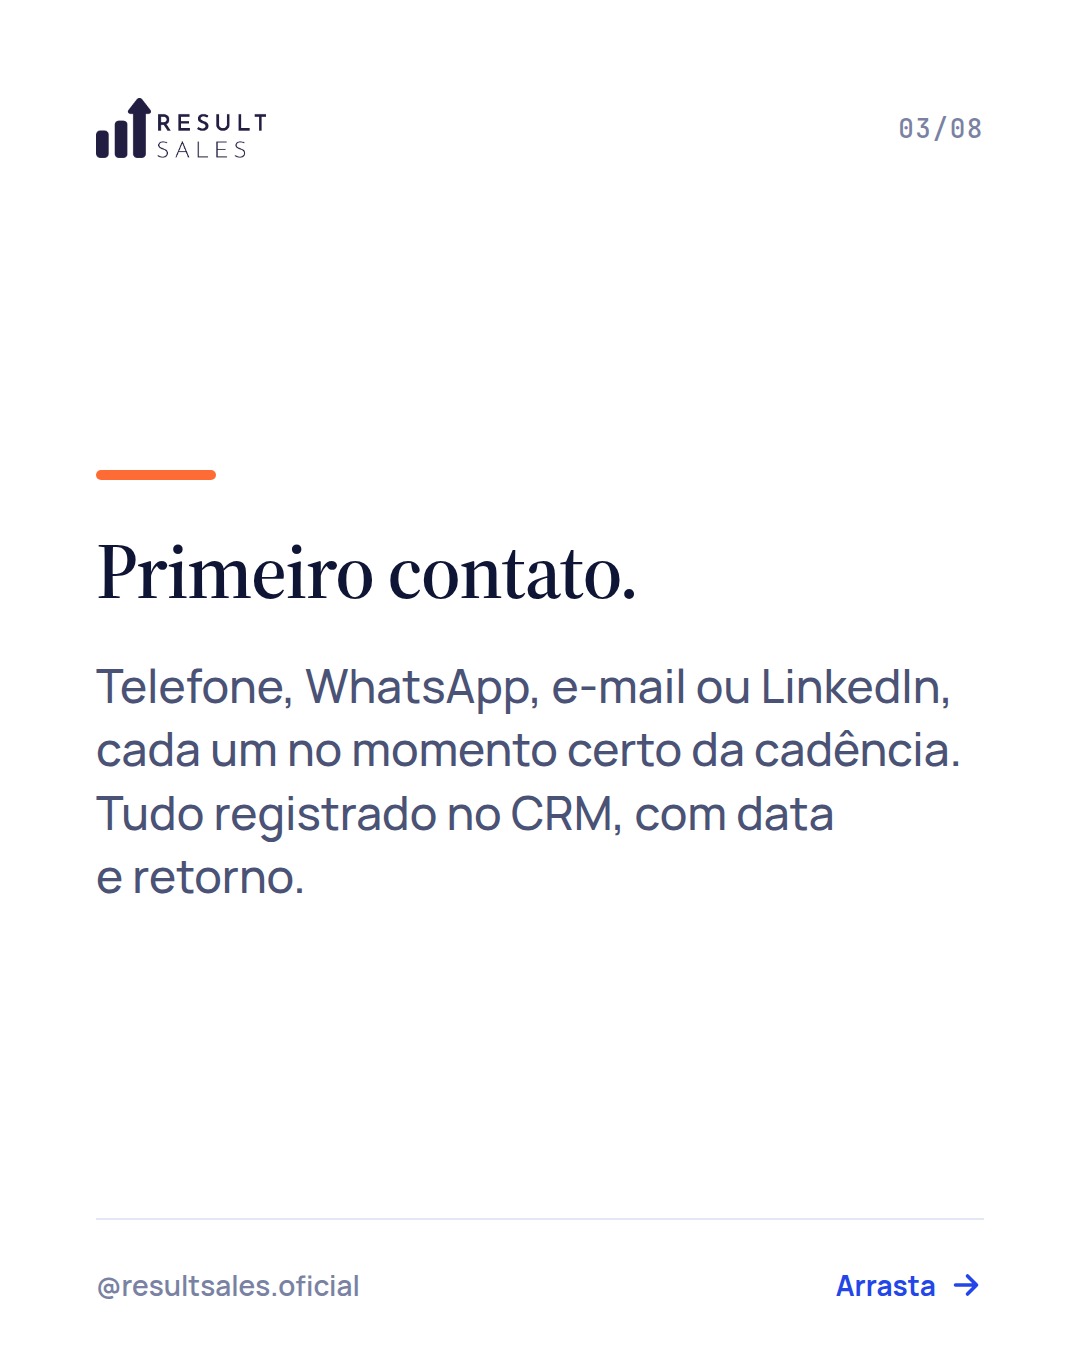 RESULT
SALES
03/08
Primeiro contato.
Telefone, WhatsApp, e-mail ou LinkedIn,
cada um no momento certo da cadência.
Tudo registrado no CRM, com data
e retorno.
@resultsales.oficial
Arrasta →